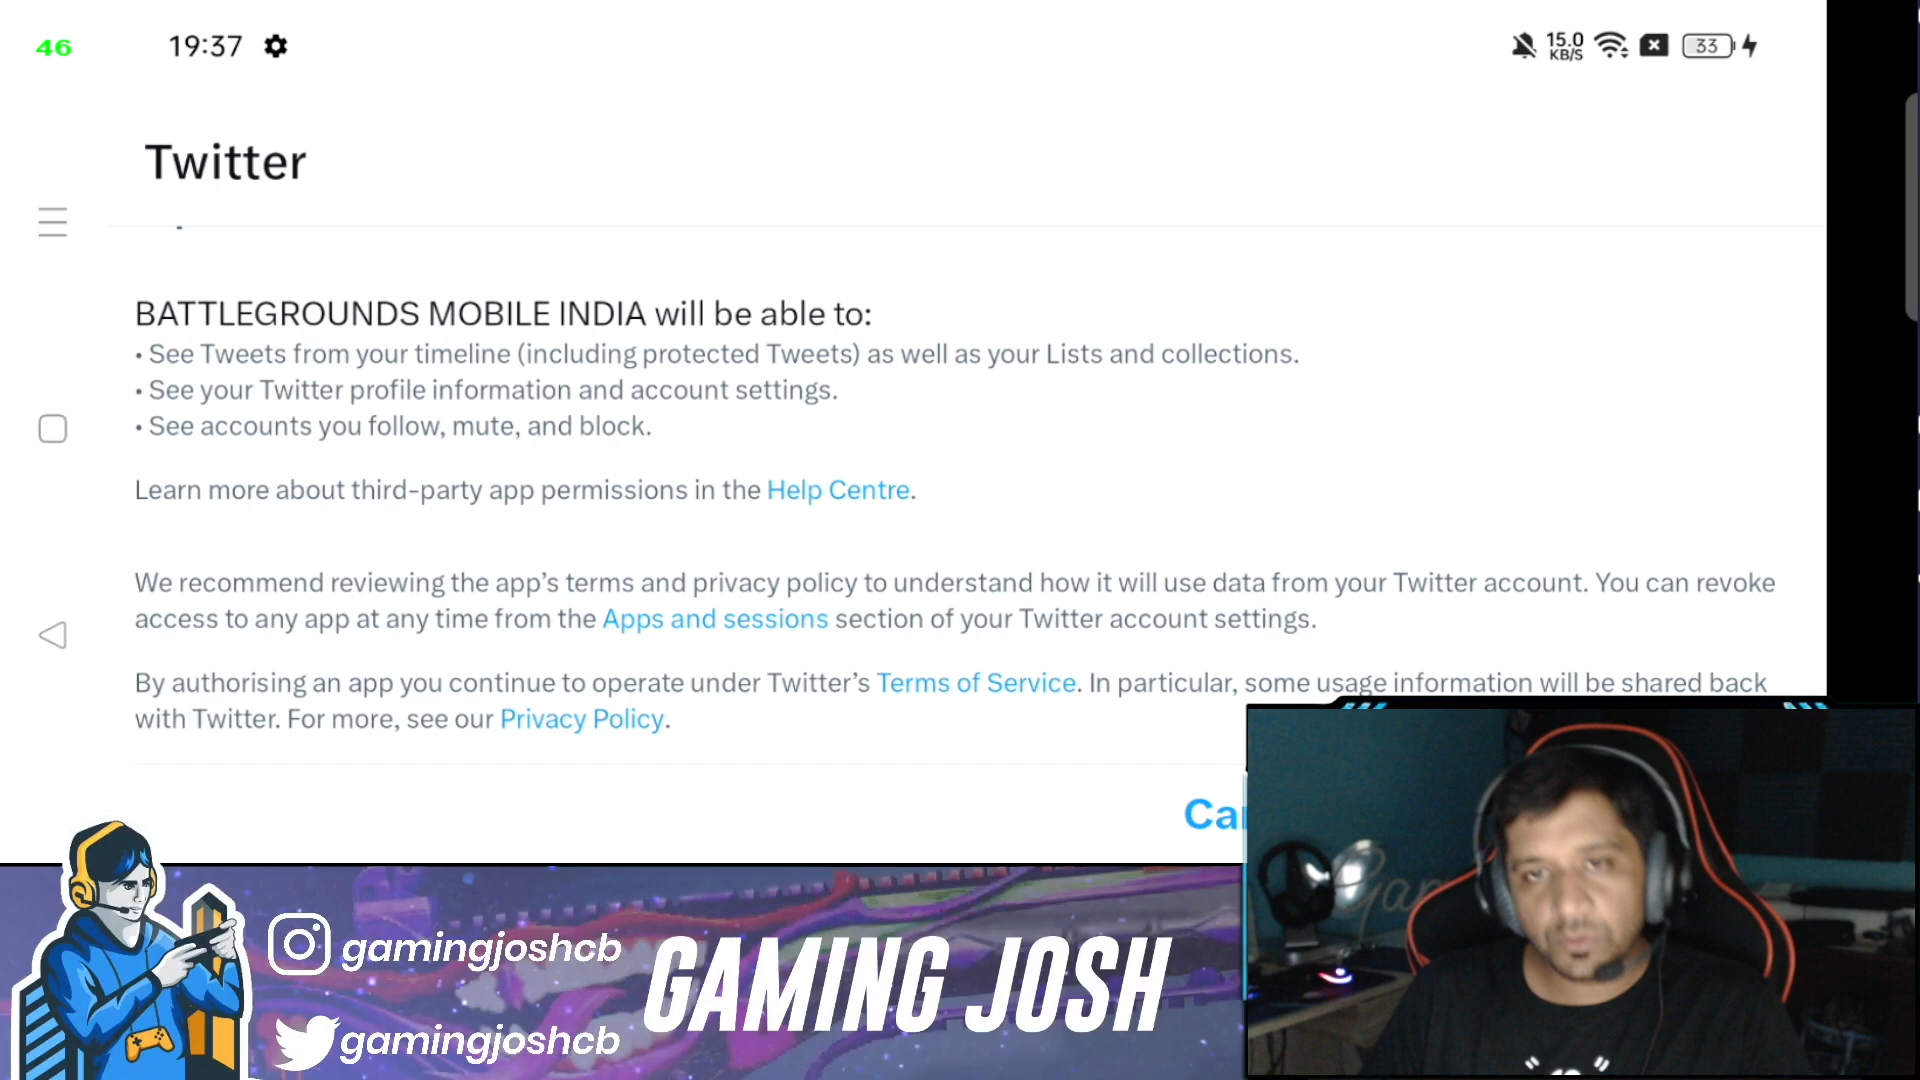 46
19:37
15.0
KB/S
33
Twitter
BATTLEGROUNDS MOBILE INDIA will be able to:
• See Tweets from your timeline (including protected Tweets) as well as your Lists and collections.
• See your Twitter profile information and account settings.
• See accounts you follow, mute, and block.
Learn more about third-party app permissions in the Help Centre.
We recommend reviewing the app’s terms and privacy policy to understand how it will use data from your Twitter account. You can revoke
access to any app at any time from the Apps and sessions section of your Twitter account settings.
By authorising an app you continue to operate under Twitter’s Terms of Service. In particular, some usage information will be shared back
with Twitter. For more, see our Privacy Policy.
gamingjoshcb
gamingjoshcb
GAMING JOSH